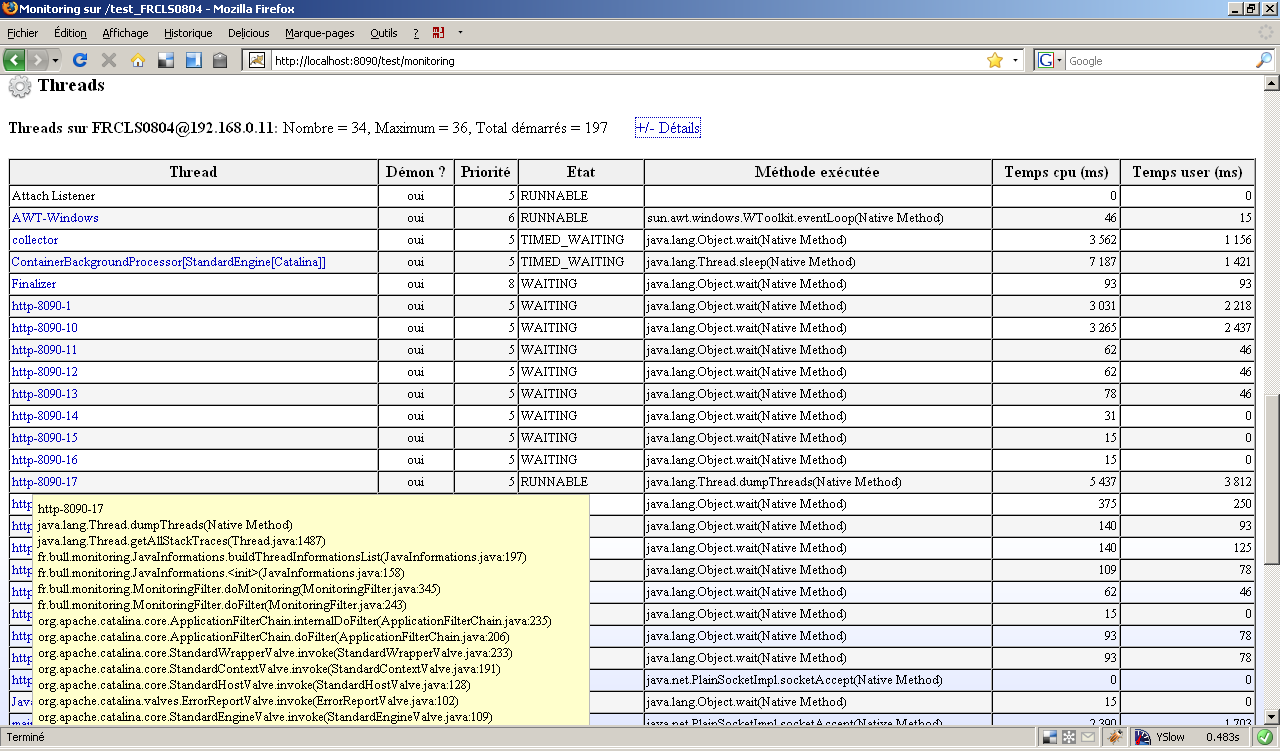 Monitoring sur /test_FRCLS0804 - Mozilla Firefox
Fichier Édition Affichage Historique Delicious Marque-pages Outils ?
http://localhost:8090/test/monitoring G Google
Threads
Threads sur FRCLS0804@192.168.0.11: Nombre = 34, Maximum = 36, Total démarrés = 197 +/- Détails
Thread Démon ? Priorité Etat Méthode exécutée Temps cpu (ms) Temps user (ms)
Attach Listener oui 5 RUNNABLE 0 0
AWT-Windows oui 6 RUNNABLE sun.awt.windows.WToolkit.eventLoop(Native Method) 46 15
collector oui 5 TIMED_WAITING java.lang.Object.wait(Native Method) 3 562 1 156
ContainerBackgroundProcessor[StandardEngine[Catalina]] oui 5 TIMED_WAITING java.lang.Thread.sleep(Native Method) 7 187 1 421
Finalizer oui 8 WAITING java.lang.Object.wait(Native Method) 93 93
http-8090-1 oui 5 WAITING java.lang.Object.wait(Native Method) 3 031 2 218
http-8090-10 oui 5 WAITING java.lang.Object.wait(Native Method) 3 265 2 437
http-8090-11 oui 5 WAITING java.lang.Object.wait(Native Method) 62 46
http-8090-12 oui 5 WAITING java.lang.Object.wait(Native Method) 62 46
http-8090-13 oui 5 WAITING java.lang.Object.wait(Native Method) 78 46
http-8090-14 oui 5 WAITING java.lang.Object.wait(Native Method) 31 0
http-8090-15 oui 5 WAITING java.lang.Object.wait(Native Method) 15 0
http-8090-16 oui 5 WAITING java.lang.Object.wait(Native Method) 15 0
http-8090-17 oui 5 RUNNABLE java.lang.Thread.dumpThreads(Native Method) 5 437 3 812
http java.lang.Object.wait(Native Method) 375 250
http java.lang.Object.wait(Native Method) 140 93
http java.lang.Object.wait(Native Method) 140 125
http java.lang.Object.wait(Native Method) 109 78
http java.lang.Object.wait(Native Method) 62 46
http java.lang.Object.wait(Native Method) 15 0
http java.lang.Object.wait(Native Method) 93 78
http java.lang.Object.wait(Native Method) 93 78
http java.net.PlainSocketImpl.socketAccept(Native Method) 0 0
Java java.lang.Object.wait(Native Method) 15 0
main java.net.PlainSocketImpl.socketAccept(Native Method) 2 390 1 703
http-8090-17
java.lang.Thread.dumpThreads(Native Method)
java.lang.Thread.getAllStackTraces(Thread.java:1487)
fr.bull.monitoring.JavaInformations.buildThreadInformationsList(JavaInformations.java:197)
fr.bull.monitoring.JavaInformations.<init>(JavaInformations.java:158)
fr.bull.monitoring.MonitoringFilter.doMonitoring(MonitoringFilter.java:345)
fr.bull.monitoring.MonitoringFilter.doFilter(MonitoringFilter.java:243)
org.apache.catalina.core.ApplicationFilterChain.internalDoFilter(ApplicationFilterChain.java:235)
org.apache.catalina.core.ApplicationFilterChain.doFilter(ApplicationFilterChain.java:206)
org.apache.catalina.core.StandardWrapperValve.invoke(StandardWrapperValve.java:233)
org.apache.catalina.core.StandardContextValve.invoke(StandardContextValve.java:191)
org.apache.catalina.core.StandardHostValve.invoke(StandardHostValve.java:128)
org.apache.catalina.valves.ErrorReportValve.invoke(ErrorReportValve.java:102)
org.apache.catalina.core.StandardEngineValve.invoke(StandardEngineValve.java:109)
Terminé YSlow 0.483s